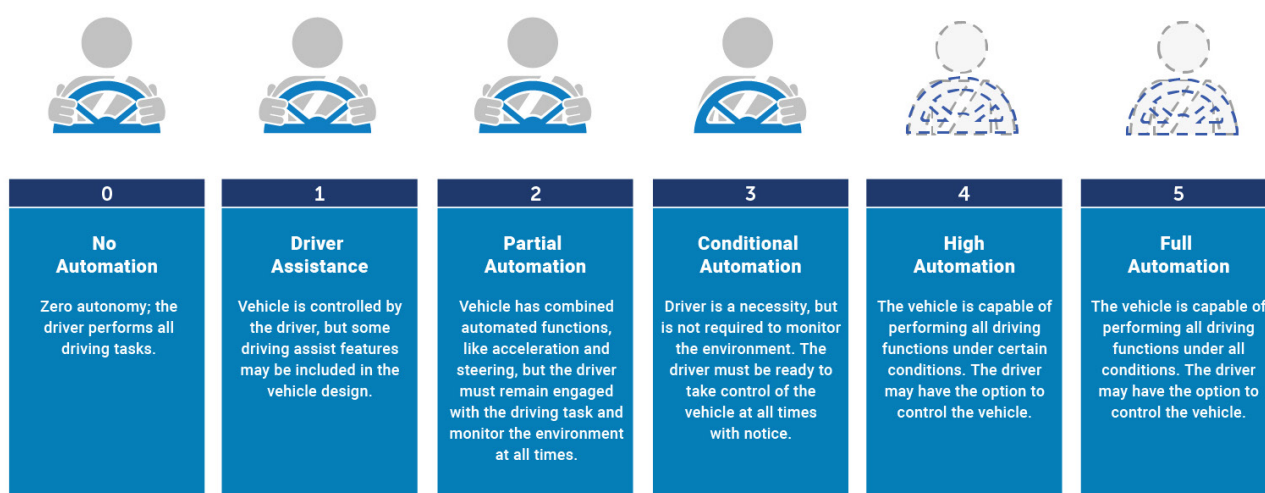 0
No
Automation
Zero autonomy; the
driver performs all
driving tasks.
1
Driver
Assistance
Vehicle is controlled by
the driver, but some
driving assist features
may be included in the
vehicle design.
2
Partial
Automation
Vehicle has combined
automated functions,
like acceleration and
steering, but the driver
must remain engaged
with the driving task and
monitor the environment
at all times.
3
Conditional
Automation
Driver is a necessity, but
is not required to monitor
the environment. The
driver must be ready to
take control of the
vehicle at all times
with notice.
4
High
Automation
The vehicle is capable of
performing all driving
functions under certain
conditions. The driver
may have the option to
control the vehicle.
5
Full
Automation
The vehicle is capable of
performing all driving
functions under all
conditions. The driver
may have the option to
control the vehicle.